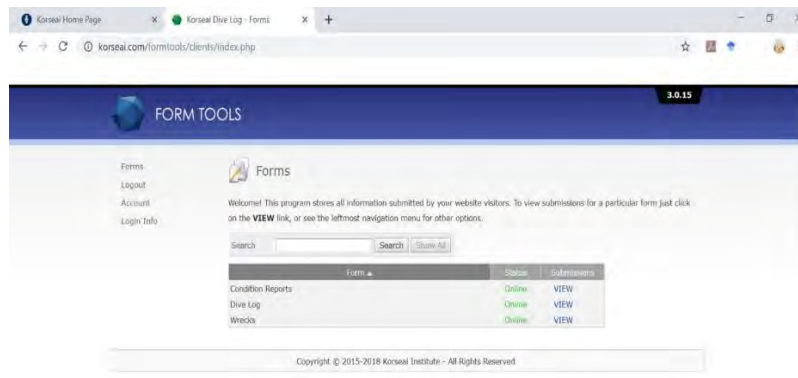 Korseai Home Page
Korseai Dive Log - Forms
korseai.com/formtools/clients/index.php
3.0.15
FORM TOOLS
Forms
Logout
Account
Login Info
Forms
Welcome! This program stores all information submitted by your website visitors. To view submissions for a particular form just click
on the VIEW link, or see the leftmost navigation menu for other options.
Search Search Show All
Form Status Submissions
Condition Reports Online VIEW
Dive Log Online VIEW
Wrecks Online VIEW
Copyright © 2015-2018 Korseai Institute - All Rights Reserved